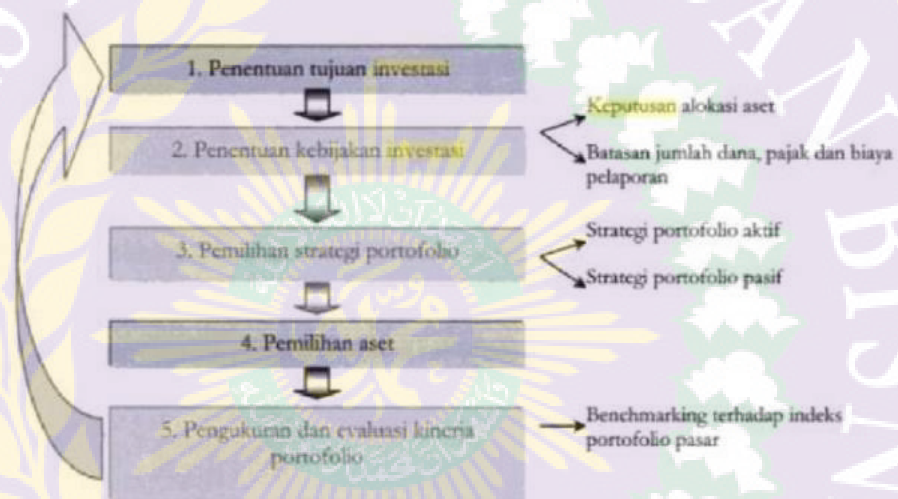 1. Penentuan tujuan investasi
2. Penentuan kebijakan investasi
Keputusan alokasi aset
Batasan jumlah dana, pajak dan biaya
pelaporan
3. Pemilihan strategi portofolio
Strategi portofolio aktif
Strategi portofolio pasif
4. Pemilihan aset
5. Pengukuran dan evaluasi kinerja
portofolio
Benchmarking terhadap indeks
portofolio pasar
AN BISN